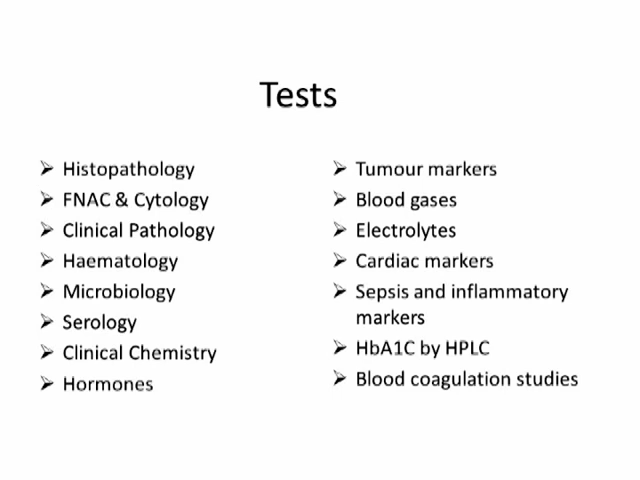 Tests
Histopathology
FNAC & Cytology
Clinical Pathology
Haematology
Microbiology
Serology
Clinical Chemistry
Hormones
Tumour markers
Blood gases
Electrolytes
Cardiac markers
Sepsis and inflammatory
markers
HbA1C by HPLC
Blood coagulation studies